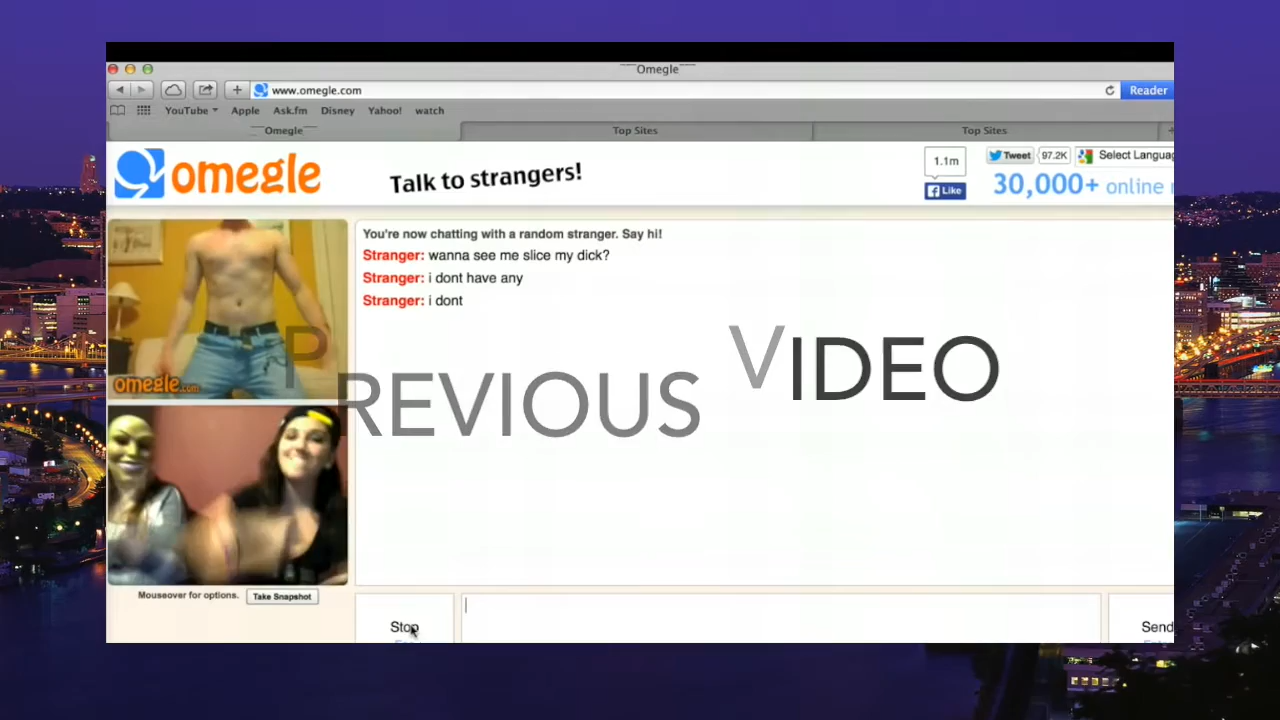 Omegle
www.omegle.com
Reader
YouTube
Apple
Ask.fm
Disney
Yahoo!
watch
Omegle
Top Sites
Top Sites
omegle
Talk to strangers!
1.1m
Like
Tweet
97.2K
30,000+ online
You're now chatting with a random stranger. Say hi!
Stranger: wanna see me slice my dick?
Stranger: i dont have any
Stranger: i dont
PREVIOUS VIDEO
omegle.com
Mouseover for options.
Take Snapshot
Stop
Send